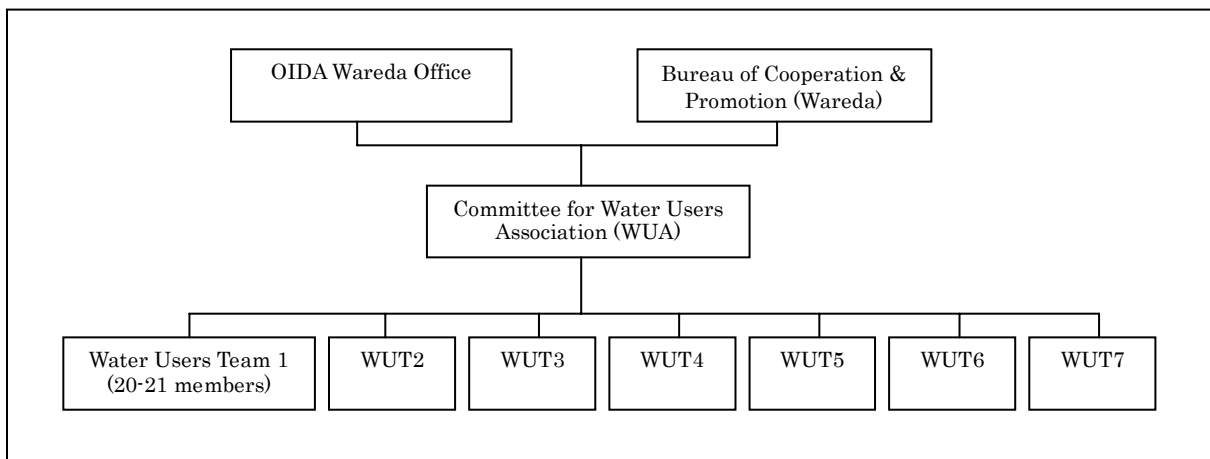 OIDA Wareda Office
Bureau of Cooperation &
Promotion (Wareda)
Committee for Water Users
Association (WUA)
Water Users Team 1
(20-21 members)
WUT2
WUT3
WUT4
WUT5
WUT6
WUT7